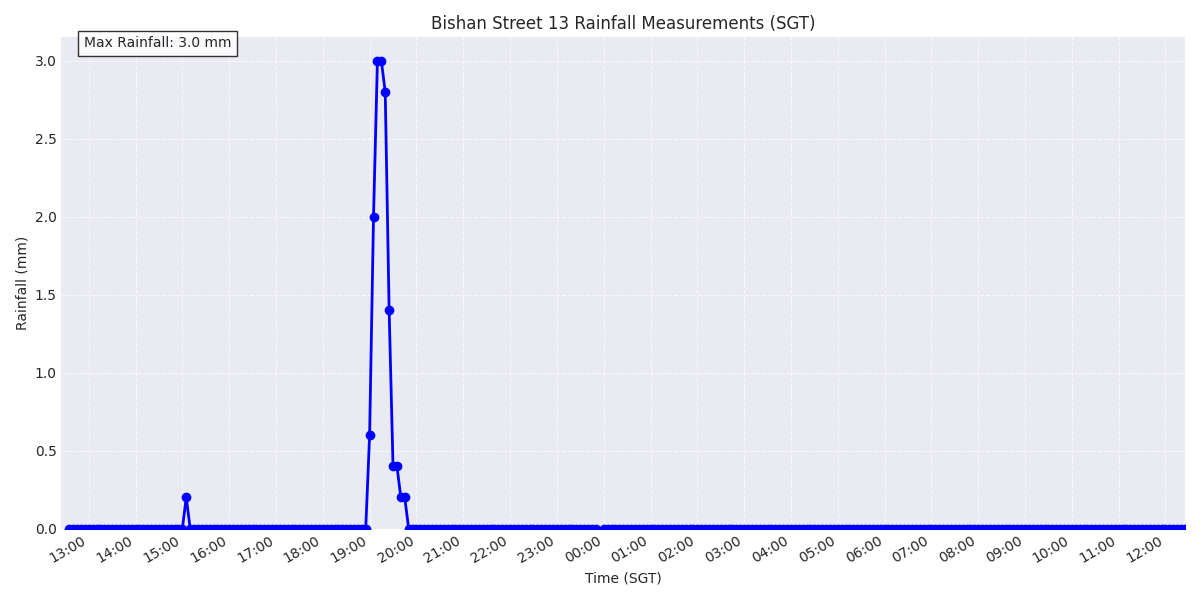 Bishan Street 13 Rainfall Measurements (SGT)
Max Rainfall: 3.0 mm
3.0
2.5
2.0
1.5
1.0
0.5
0.0
Rainfall (mm)
13:00 14:00 15:00 16:00 17:00 18:00 19:00 20:00 21:00 22:00 23:00 00:00 01:00 02:00 03:00 04:00 05:00 06:00 07:00 08:00 09:00 10:00 11:00 12:00
Time (SGT)